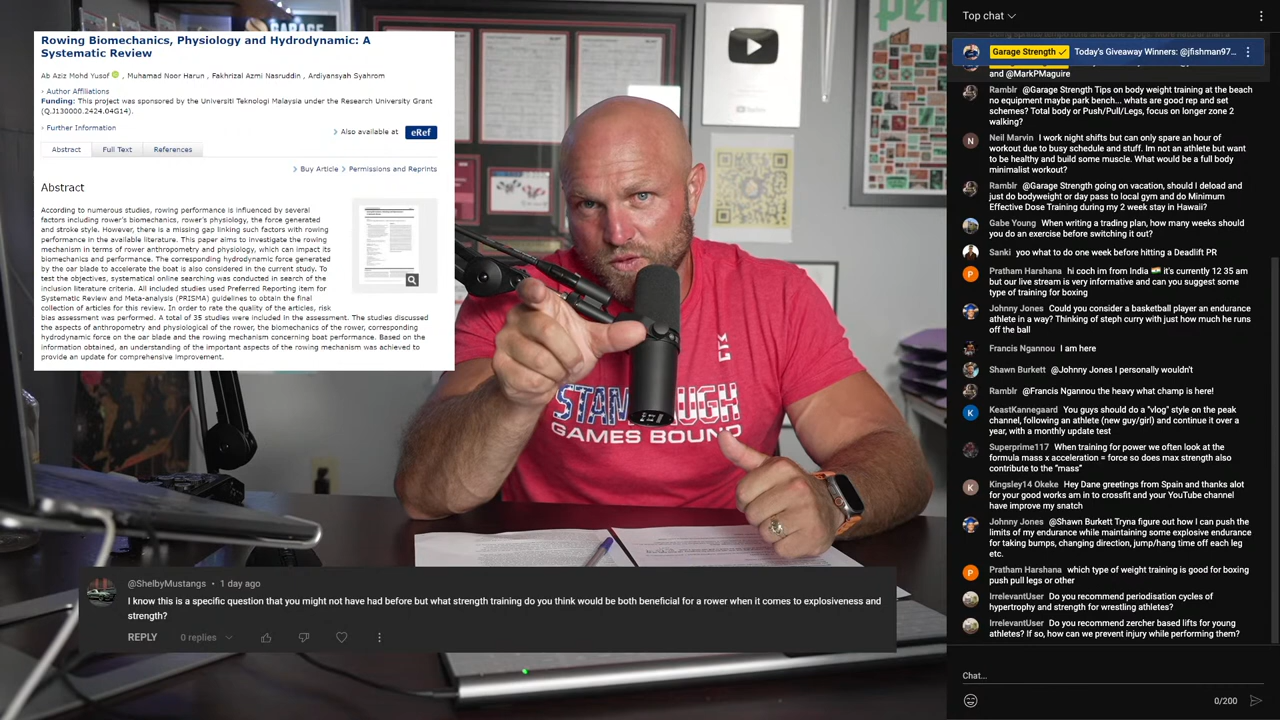 GARAGE
Rowing Biomechanics, Physiology and Hydrodynamic: A
Systematic Review
Ab Aziz Mohd Yusof , Muhamad Noor Harun , Fakhrizal Azmi Nasruddin , Ardiyansyah Syahrom
› Author Affiliations
Funding: This project was sponsored by the Universiti Teknologi Malaysia under the Research University Grant
(Q.J130000.2424.04G14).
› Further Information
Also available at eRef
Abstract Full Text References
Buy Article Permissions and Reprints
Abstract
According to numerous studies, rowing performance is influenced by several
factors including rower's biomechanics, rower's physiology, the force generated
and stroke style. However, there is a missing gap linking such factors with rowing
performance in the available literature. This paper aims to investigate the rowing
mechanism in terms of rower anthropometry and physiology, which can impact its
biomechanics and performance. The corresponding hydrodynamic force generated
by the oar blade to accelerate the boat is also considered in the current study. To
test the objectives, systematic online searching was conducted in search of the
inclusion literature criteria. All included studies used Preferred Reporting item for
Systematic Review and Meta-analysis (PRISMA) guidelines to obtain the final
collection of articles for this review. In order to rate the quality of the articles, risk
bias assessment was performed. A total of 35 studies were included in the assessment. The studies discussed
the aspects of anthropometry and physiological of the rower, the biomechanics of the rower, corresponding
hydrodynamic force on the oar blade and the rowing mechanism concerning boat performance. Based on the
information obtained, an understanding of the important aspects of the rowing mechanism was achieved to
provide an update for comprehensive improvement.
GAMES BOUND
@ShelbyMustangs • 1 day ago
I know this is a specific question that you might not have had before but what strength training do you think would be both beneficial for a rower when it comes to explosiveness and
strength?
REPLY 0 replies
Top chat
Garage Strength Today's Giveaway Winners: @jfishman97...
and @MarkPMaguire
Ramblr @Garage Strength Tips on body weight training at the beach
no equipment maybe park bench... whats are good rep and set
schemes? Total body or Push/Pull/Legs, focus on longer zone 2
walking?
N Neil Marvin I work night shifts but can only spare an hour of
workout due to busy schedule and stuff. Im not an athlete but want
to be healthy and build some muscle. What would be a full body
minimalist workout?
Ramblr @Garage Strength going on vacation, should I deload and
just do bodyweight or get passes to local gym and do Minimum
Effective Dose Training during my 2 week stay in Hawaii?
Gabe Young When writing a trading plan, how many weeks should
you do an exercise before switching it out?
Sanki yoo what to do one week before hitting a Deadlift PR
P Pratham Harshana hi coch im from India 🇮🇳 it's currently 12 35 am
but our live stream is very informative and can you suggest some
type of training for boxing
Johnny Jones Could you consider a basketball player an endurance
athlete in a way? Thinking of steph curry with just how much he runs
off the ball
Francis Ngannou I am here
Shawn Burkett @Johnny Jones I personally wouldn't
Ramblr @Francis Ngannou the heavy what champ is here!
K KeastKannegaard You guys should do a "vlog" style on the peak
channel, following an athlete (new guy/girl) and continue it over a
year, with a monthly update test
Superprime117 When training for power we often look at the
formula mass x acceleration = force so does max strength also
contribute to the "mass"
K Kingsley14 Okeke Hey Dane greetings from Spain and thanks alot
for your good works am in to crossfit and your YouTube channel
have improve my snatch
Johnny Jones @Shawn Burkett Tryna figure out how I can push the
limits of my endurance while maintaining some explosive endurance
for taking bumps, changing direction, jump/hang time off each leg
etc.
P Pratham Harshana which type of weight training is good for boxing
push pull legs or other
IrrelevantUser Do you recommend periodisation cycles of
hypertrophy and strength for wrestling athletes?
IrrelevantUser Do you recommend zercher based lifts for young
athletes? If so, how can we prevent injury while performing them?
Chat...
0/200